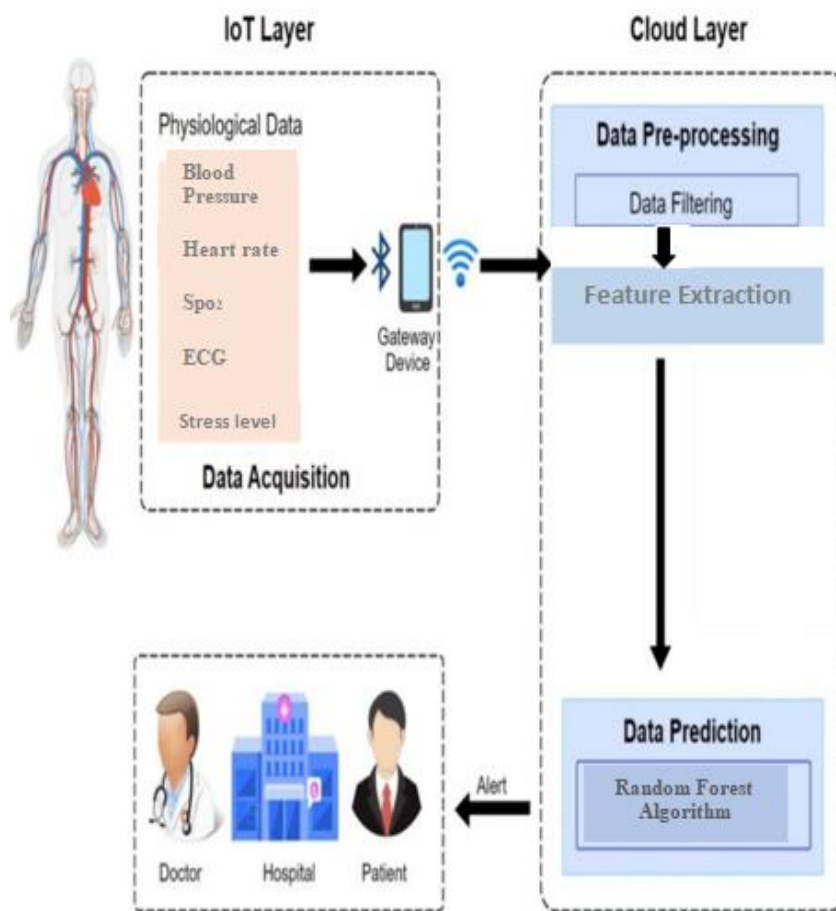 IoT Layer
Cloud Layer
Physiological Data
Blood
Pressure
Heart rate
Spo₂
ECG
Stress level
Data Acquisition
Gateway
Device
Data Pre-processing
Data Filtering
Feature Extraction
Data Prediction
Random Forest
Algorithm
Alert
Doctor
Hospital
Patient